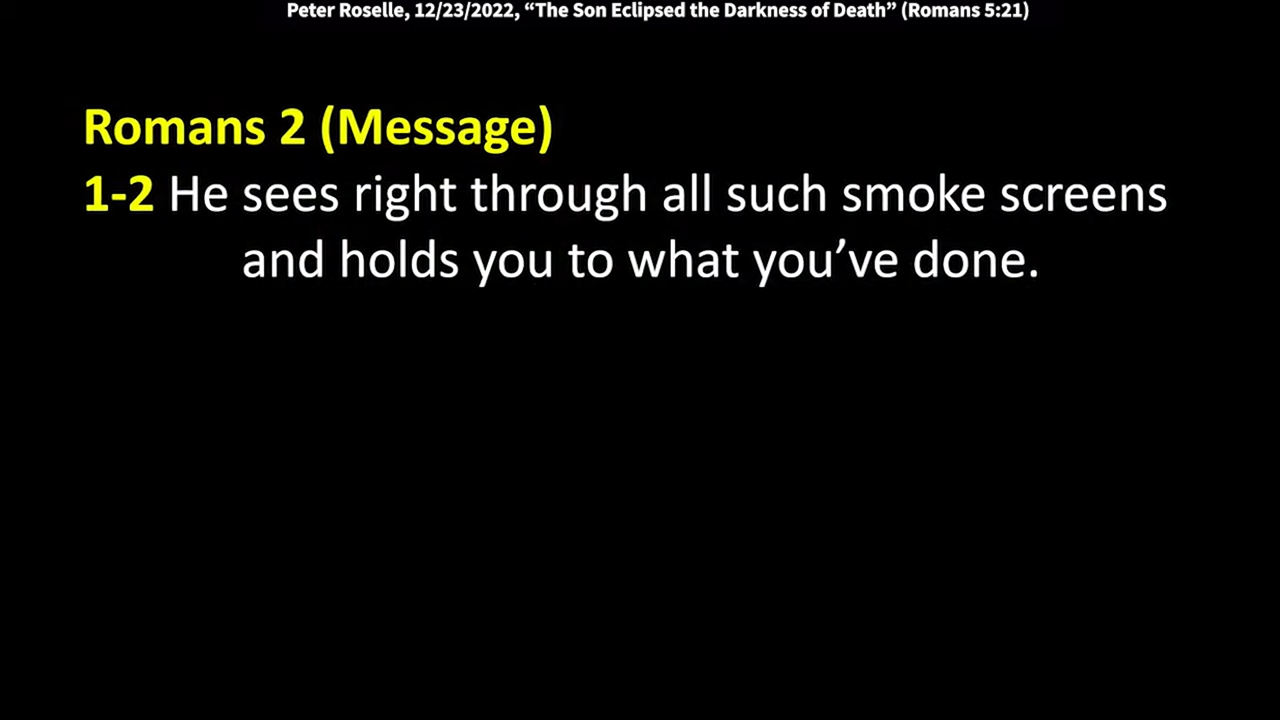 Peter Roselle, 12/23/2022, “The Son Eclipsed the Darkness of Death” (Romans 5:21)
Romans 2 (Message)
1-2 He sees right through all such smoke screens
and holds you to what you’ve done.